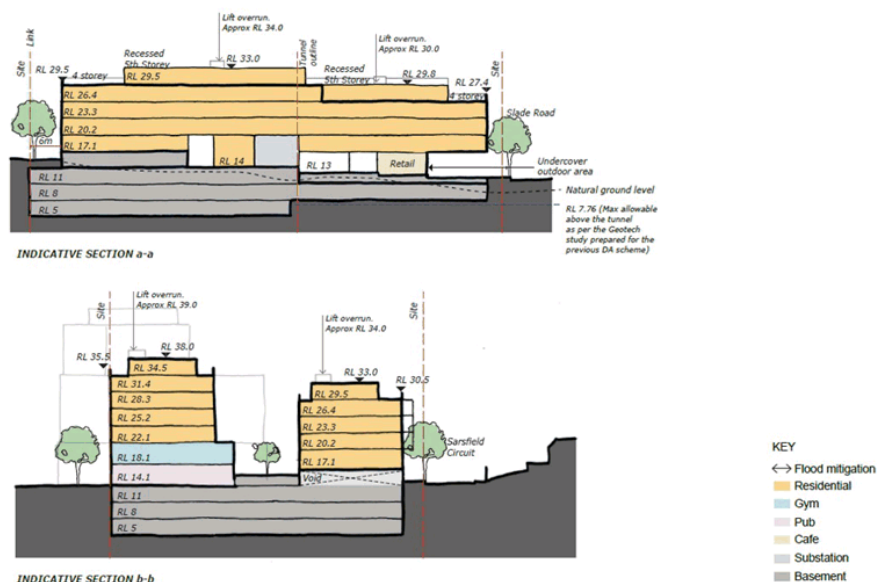 Lift overrun.
Approx RL 34.0
Lift overrun.
Approx RL 30.0
Site
Link
Tunnel
outline
Site
RL 29.5
4 storey
Recessed
5th Storey
RL 29.5
RL 33.0
Recessed
5th Storey
RL 29.8
RL 27.4
4 storey
RL 26.4
RL 23.3
RL 20.2
RL 17.1
6m
RL 14
RL 13
Retail
RL 11
RL 8
RL 5
Slade Road
Undercover
outdoor area
Natural ground level
RL 7.76 (Max allowable
above the tunnel
as per the Geotech
study prepared for the
previous DA scheme)
INDICATIVE SECTION a-a
Site
Lift overrun.
Approx RL 39.0
Lift overrun.
Approx RL 34.0
Site
RL 35.5
RL 38.0
RL 34.5
RL 31.4
RL 28.3
RL 25.2
RL 22.1
RL 18.1
RL 14.1
RL 11
RL 8
RL 5
RL 33.0
RL 30.5
RL 29.5
RL 26.4
RL 23.3
RL 20.2
RL 17.1
Void
Sarsfield
Circuit
INDICATIVE SECTION b-b
KEY
Flood mitigation
Residential
Gym
Pub
Cafe
Substation
Basement